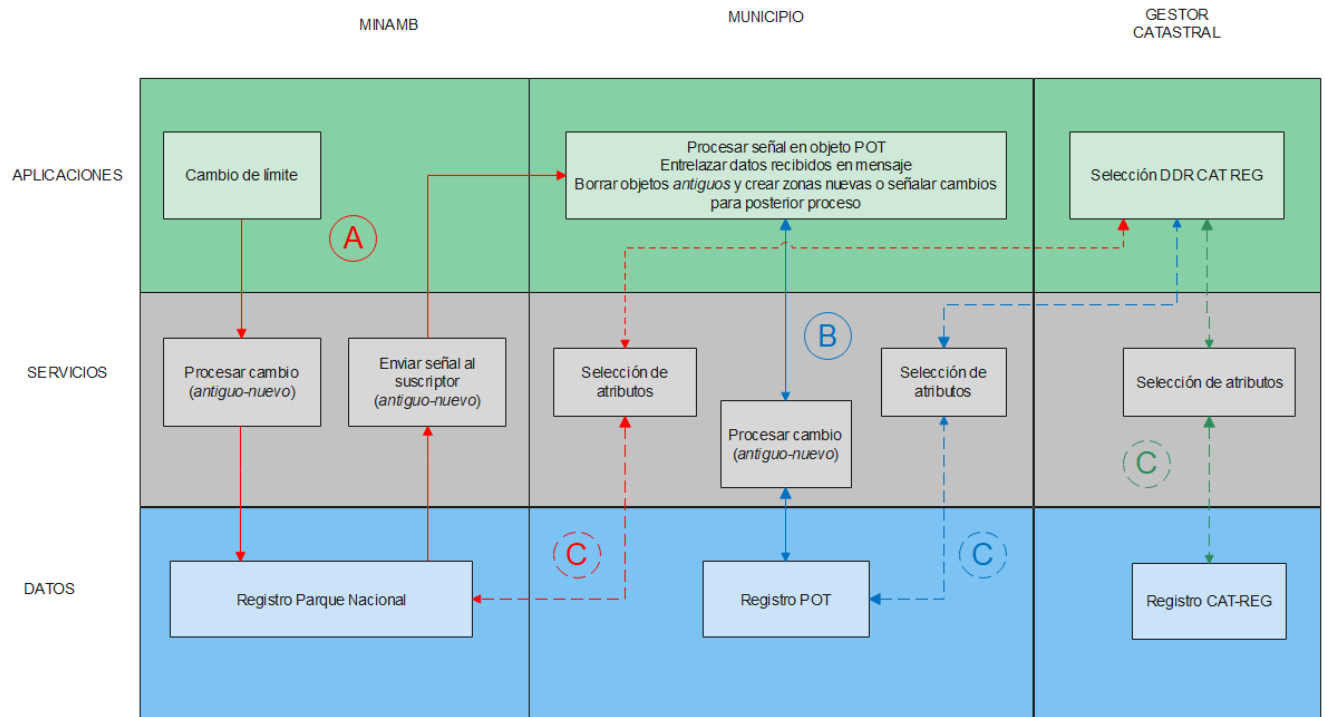 MINAMB
MUNICIPIO
GESTOR
CATASTRAL
APLICACIONES
Cambio de límite
A
Procesar señal en objeto POT
Entrelazar datos recibidos en mensaje
Borrar objetos antiguos y crear zonas nuevas o señalar cambios
para posterior proceso
Selección DDR CAT REG
SERVICIOS
Procesar cambio
(antiguo-nuevo)
Enviar señal al
suscriptor
(antiguo-nuevo)
Selección de
atributos
B
Procesar cambio
(antiguo-nuevo)
Selección de
atributos
Selección de atributos
C
DATOS
Registro Parque Nacional
C
Registro POT
C
Registro CAT-REG